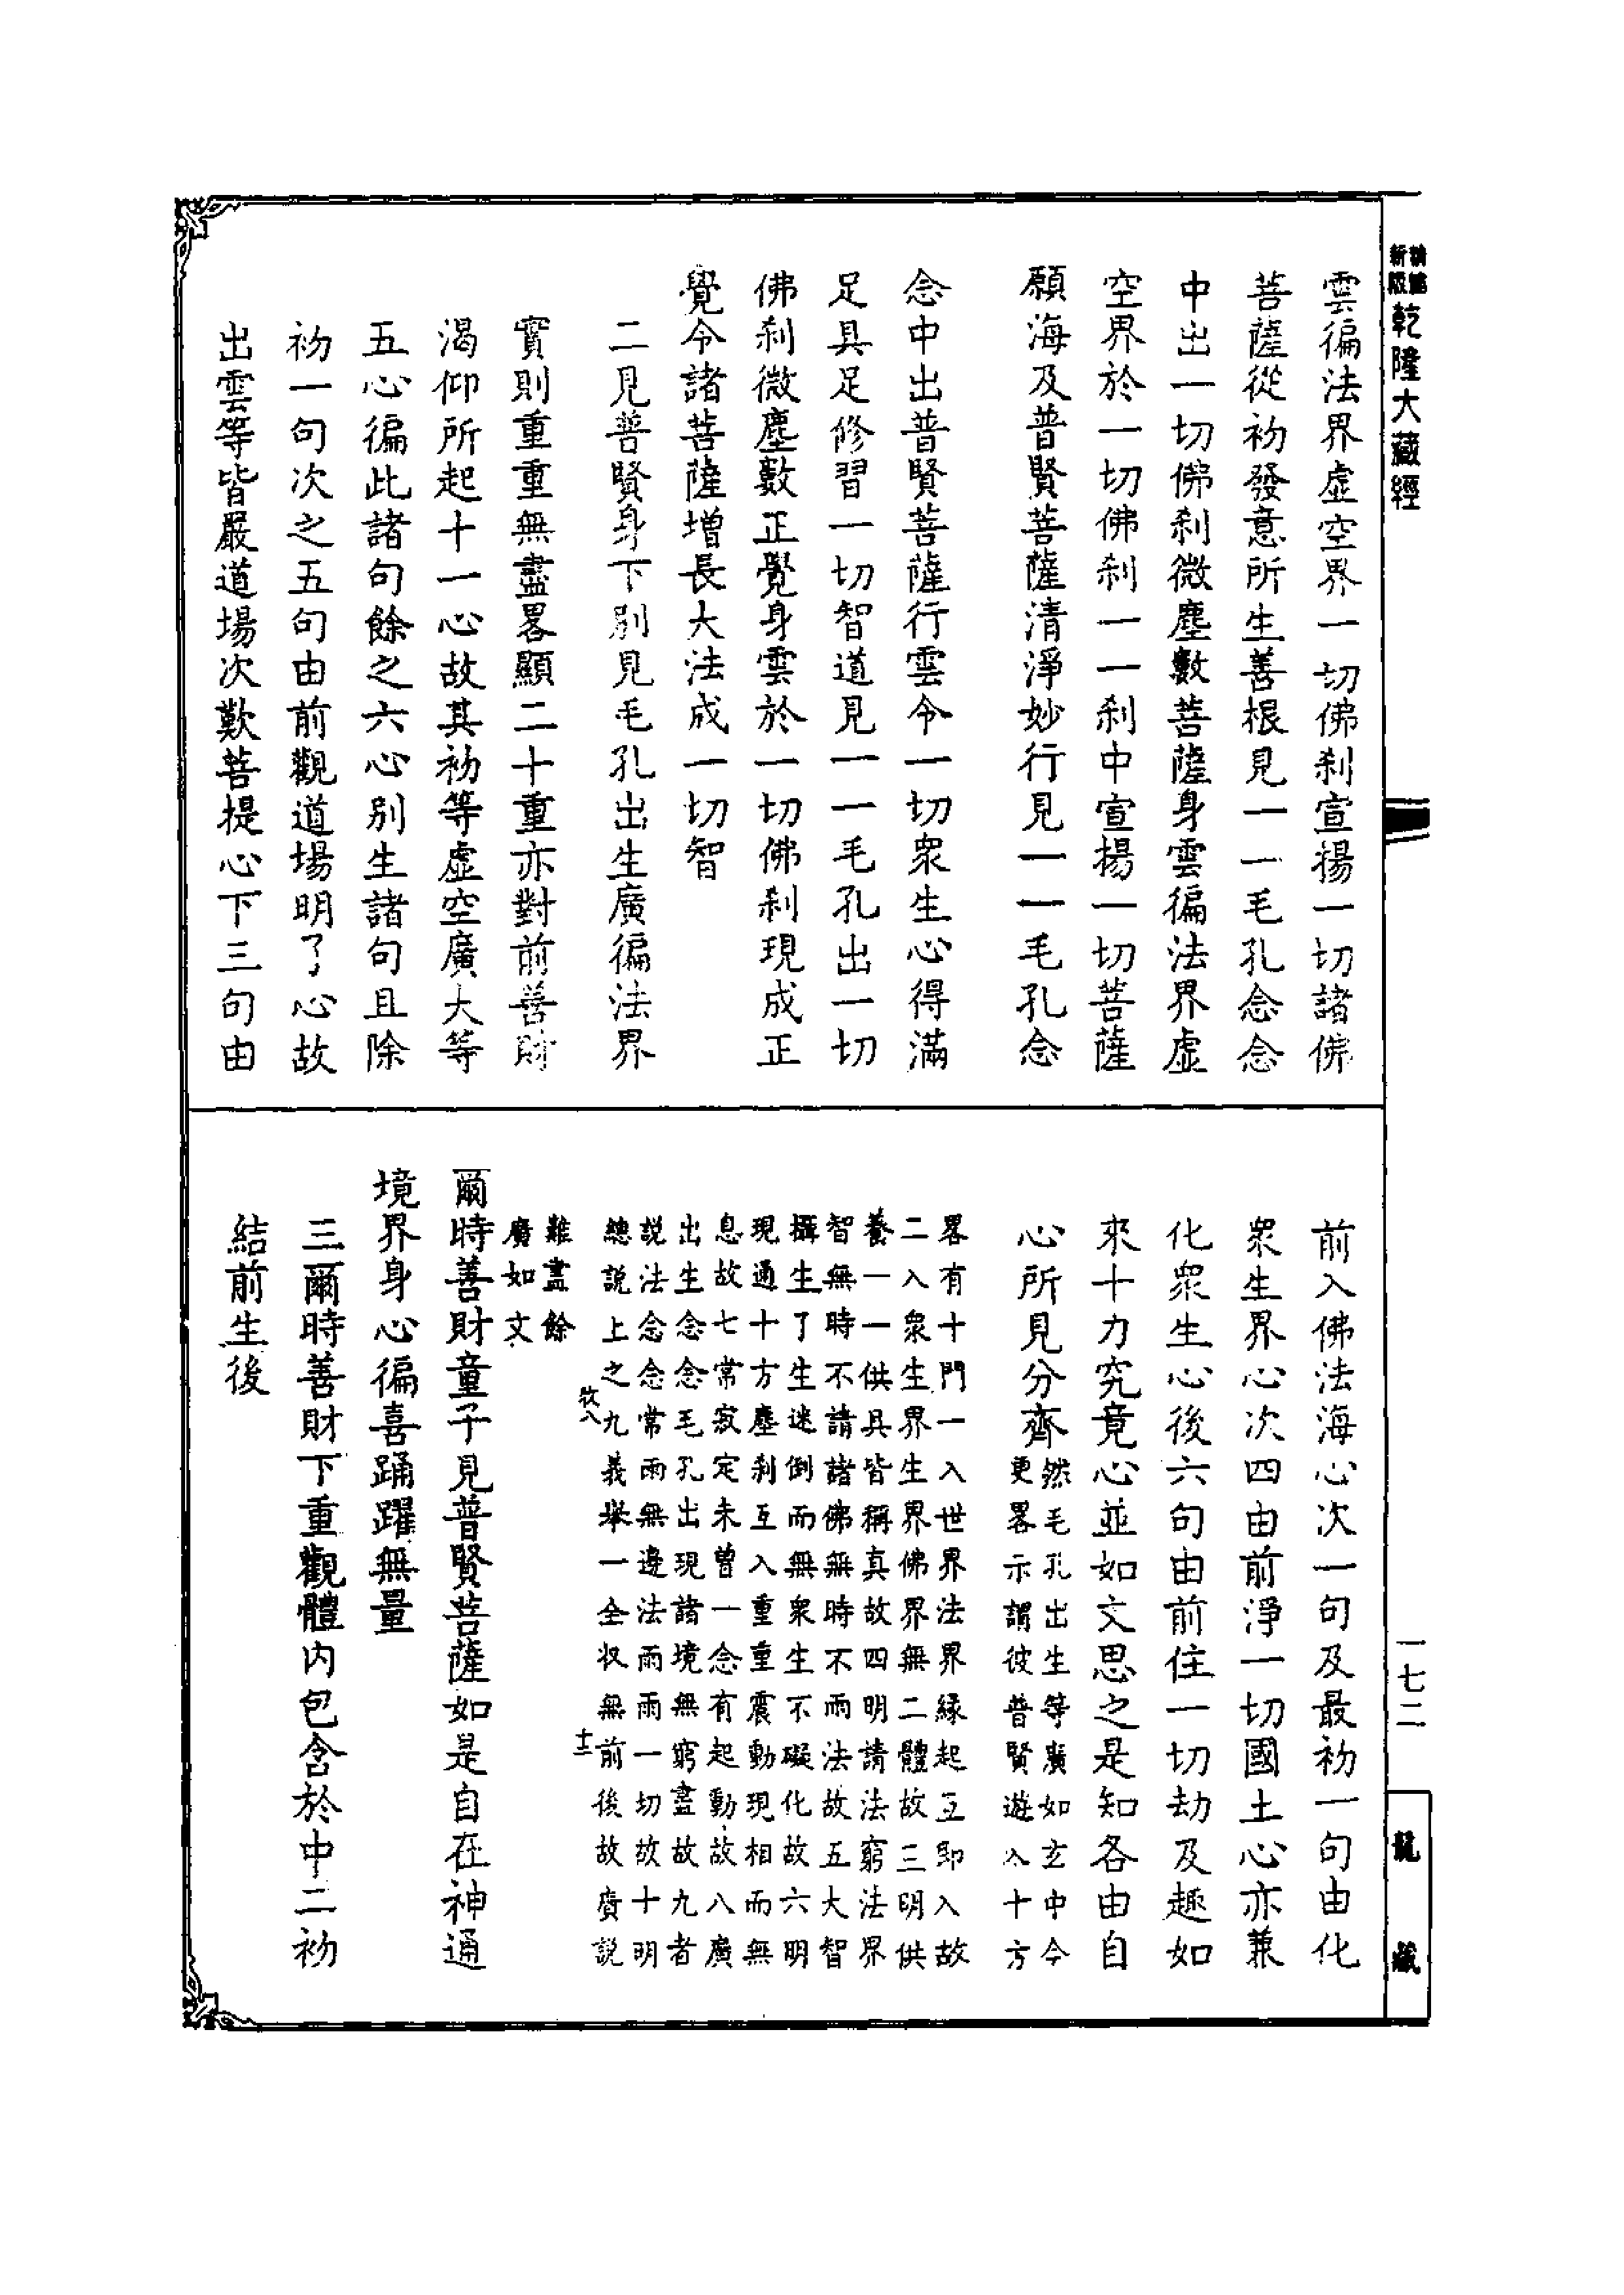 新版
精縮
乾隆大藏經
雲徧法界虛空界一切佛刹宣揚一切諸佛
菩薩從初發意所生善根見一一毛孔念念
中出一切佛刹微塵數菩薩身雲徧法界虛
空界於一切佛刹一一刹中宣揚一切菩薩
願海及普賢菩薩清淨妙行見一一毛孔念
念中出普賢菩薩行雲令一切衆生心得滿
足具足修習一切智道見一一毛孔出一切
佛刹微塵數正覺身雲於一切佛刹現成正
覺令諸菩薩增長大法成一切智
二見普賢身下別見毛孔出生廣徧法界
實則重重無盡畧顯二十重亦對前善財
渴仰所起十一心故其初等虛空廣大等
五心徧此諸句餘之六心別生諸句且除
初一句次之五句由前觀道場明了心故
出雲等皆嚴道場次歎菩提心下三句由
前入佛法海心次一句及最初一句由化
衆生界心次四由前淨一切國土心亦兼
化衆生心後六句由前住一切劫及趣如
來十力究竟心並如文思之是知各由自
心所見分齊
然毛孔出生等廣如玄中今
更畧示謂彼普賢遊入十方
畧有十門一入世界法界緣起互即入故
二入衆生界生界佛界無二體故三明供
養一一供具皆稱真故四明請法窮法界
智無時不請諸佛無時不雨法故五大智
攝生了生迷倒而無衆生不礙化故六明
現通十方塵刹互入重重震動現相而無
息故七常寂定未曾一念有起動故八廣
出生念念毛孔出現諸境無窮盡故九者
說法念念常雨無邊法雨雨一切故十明
總說上之九義舉一全收無前後故廣說
難盡餘
廣如文
爾時善財童子見普賢菩薩如是自在神通
境界身心徧喜踊躍無量
三爾時善財下重觀體內包含於中二初
結前生後
牧八
十二
一七二
龍藏